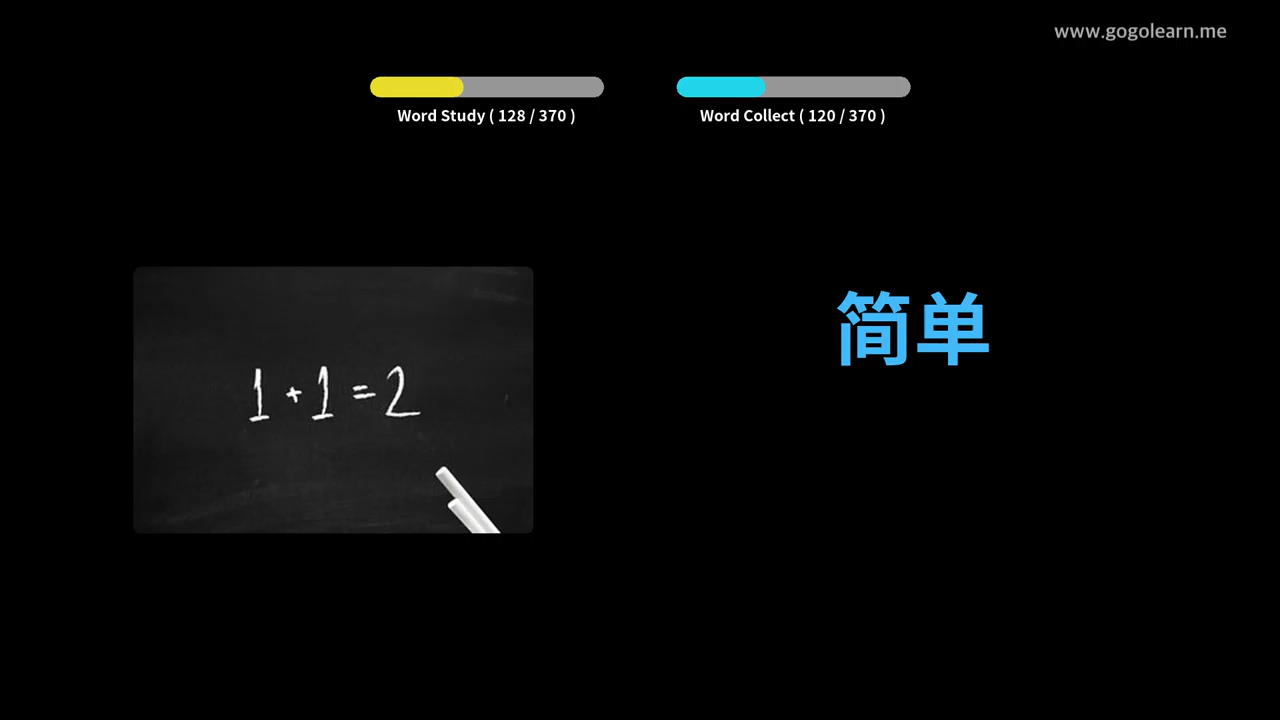 www.gogolearn.me
Word Study ( 128 / 370 )
Word Collect ( 120 / 370 )
简单
1 + 1 = 2